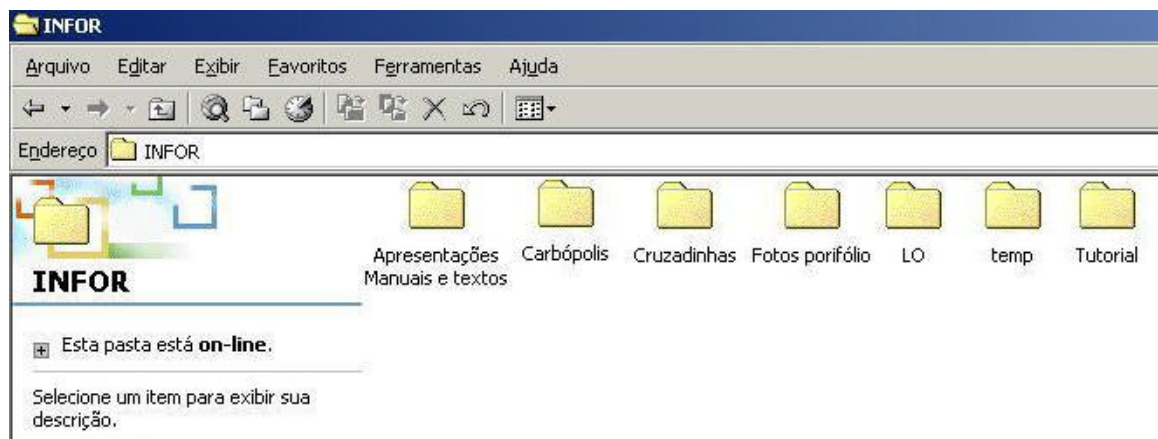 INFOR
Arquivo Editar Exibir Favoritos Ferramentas Ajuda
Endereço INFOR
INFOR
Esta pasta está on-line.
Selecione um item para exibir sua
descrição.
Apresentações
Manuais e textos
Carbópolis
Cruzadinhas
Fotos porifólio
LO
temp
Tutorial